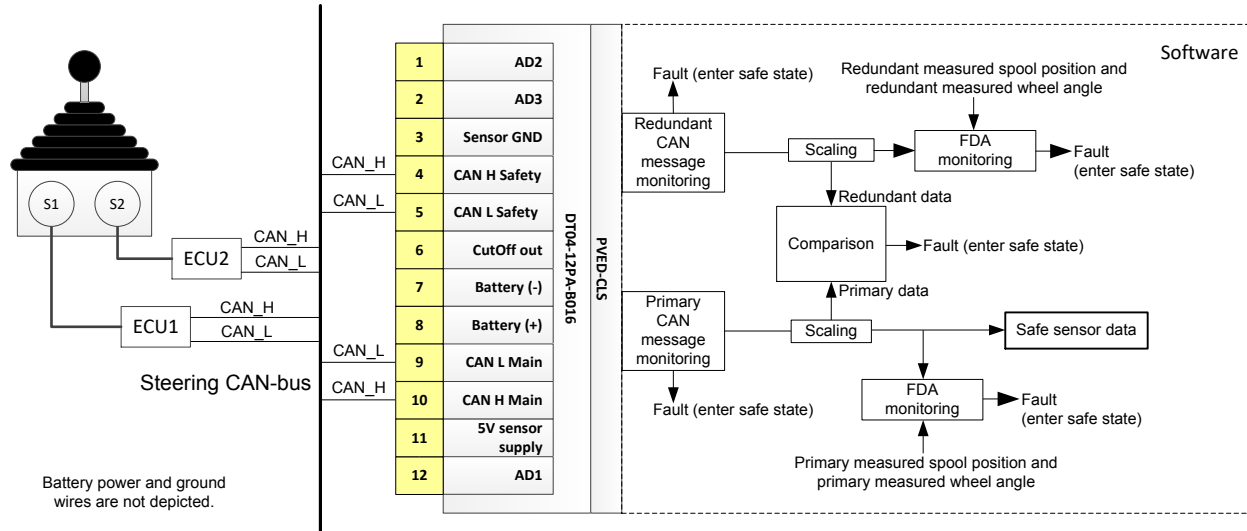 S1
S2
ECU2
CAN_H
CAN_L
ECU1
CAN_H
CAN_L
Steering CAN-bus
Battery power and ground
wires are not depicted.
CAN_H
CAN_L
CAN_L
CAN_H
1 AD2
2 AD3
3 Sensor GND
4 CAN H Safety
5 CAN L Safety
6 CutOff out
7 Battery (-)
8 Battery (+)
9 CAN L Main
10 CAN H Main
11 5V sensor
supply
12 AD1
DT04-12PA-B016
PVED-CLS
Software
Fault (enter safe state)
Redundant
CAN
message
monitoring
Scaling
Redundant measured spool position and
redundant measured wheel angle
FDA
monitoring
Fault
(enter safe state)
Redundant data
Comparison
Fault (enter safe state)
Primary data
Primary
CAN
message
monitoring
Fault (enter safe state)
Scaling
Safe sensor data
FDA
monitoring
Fault
(enter safe state)
Primary measured spool position and
primary measured wheel angle